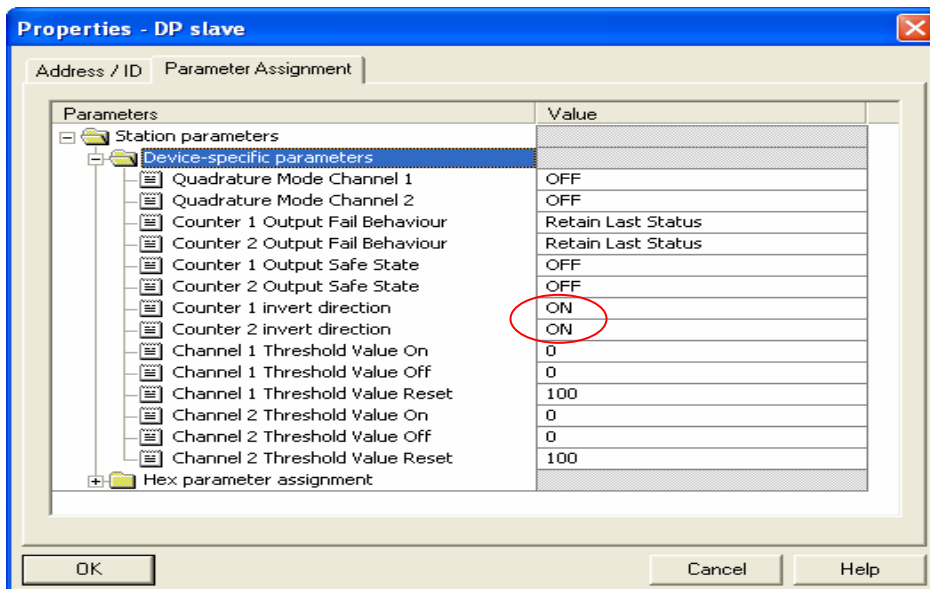 Properties - DP slave
Address / ID Parameter Assignment
Parameters Value
Station parameters
Device-specific parameters
Quadrature Mode Channel 1 OFF
Quadrature Mode Channel 2 OFF
Counter 1 Output Fail Behaviour Retain Last Status
Counter 2 Output Fail Behaviour Retain Last Status
Counter 1 Output Safe State OFF
Counter 2 Output Safe State OFF
Counter 1 invert direction ON
Counter 2 invert direction ON
Channel 1 Threshold Value On 0
Channel 1 Threshold Value Off 0
Channel 1 Threshold Value Reset 100
Channel 2 Threshold Value On 0
Channel 2 Threshold Value Off 0
Channel 2 Threshold Value Reset 100
Hex parameter assignment
OK Cancel Help